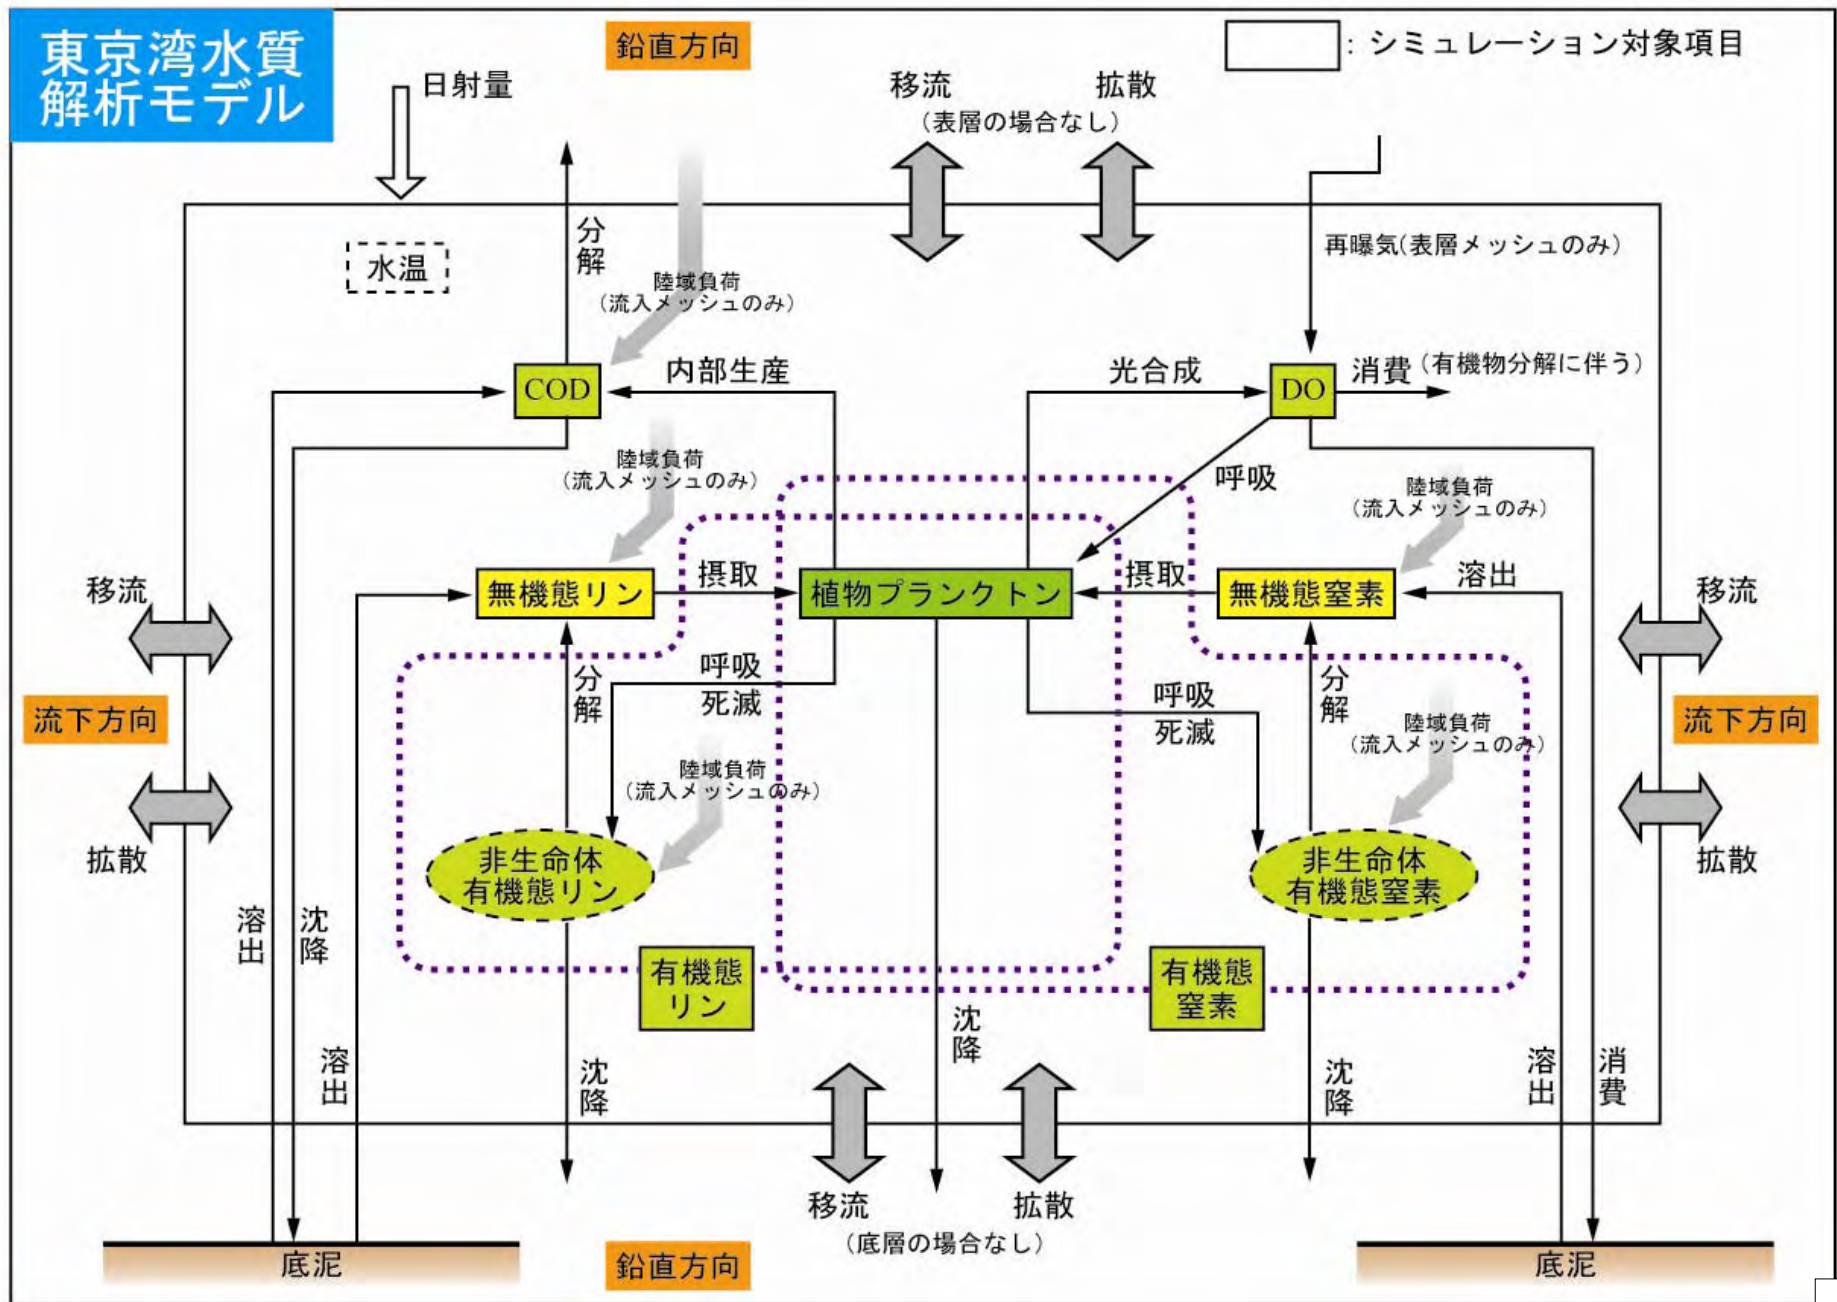 東京湾水質
解析モデル
鉛直方向
: シミュレーション対象項目
日射量
移流
拡散
(表層の場合なし)
分解
水温
再曝気(表層メッシュのみ)
陸域負荷
(流入メッシュのみ)
COD
内部生産
光合成
DO
消費
(有機物分解に伴う)
陸域負荷
(流入メッシュのみ)
呼吸
陸域負荷
(流入メッシュのみ)
移流
無機態リン
摂取
植物プランクトン
摂取
無機態窒素
溶出
移流
分解
呼吸
死滅
呼吸
死滅
分解
流下方向
流下方向
陸域負荷
(流入メッシュのみ)
陸域負荷
(流入メッシュのみ)
拡散
拡散
非生命体
有機態リン
非生命体
有機態窒素
溶出
沈降
有機態
リン
有機態
窒素
溶出
沈降
沈降
沈降
溶出
消費
移流
拡散
(底層の場合なし)
底泥
鉛直方向
底泥